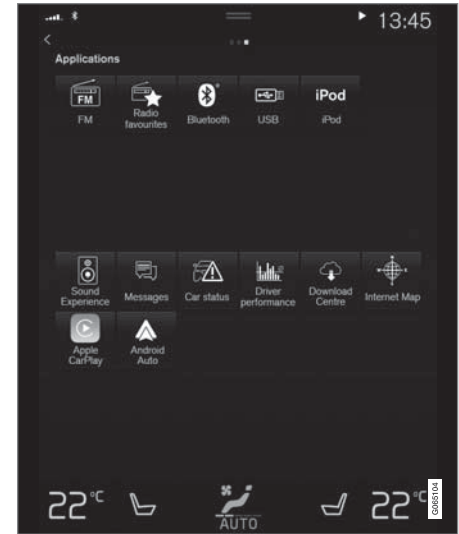 13:45
Applications
FM
FM Radio favourites Bluetooth USB iPod iPod
Sound Experience Messages Car status Driver performance Download Centre Internet Map
Apple CarPlay Android Auto
22°C AUTO 22°C
G065104